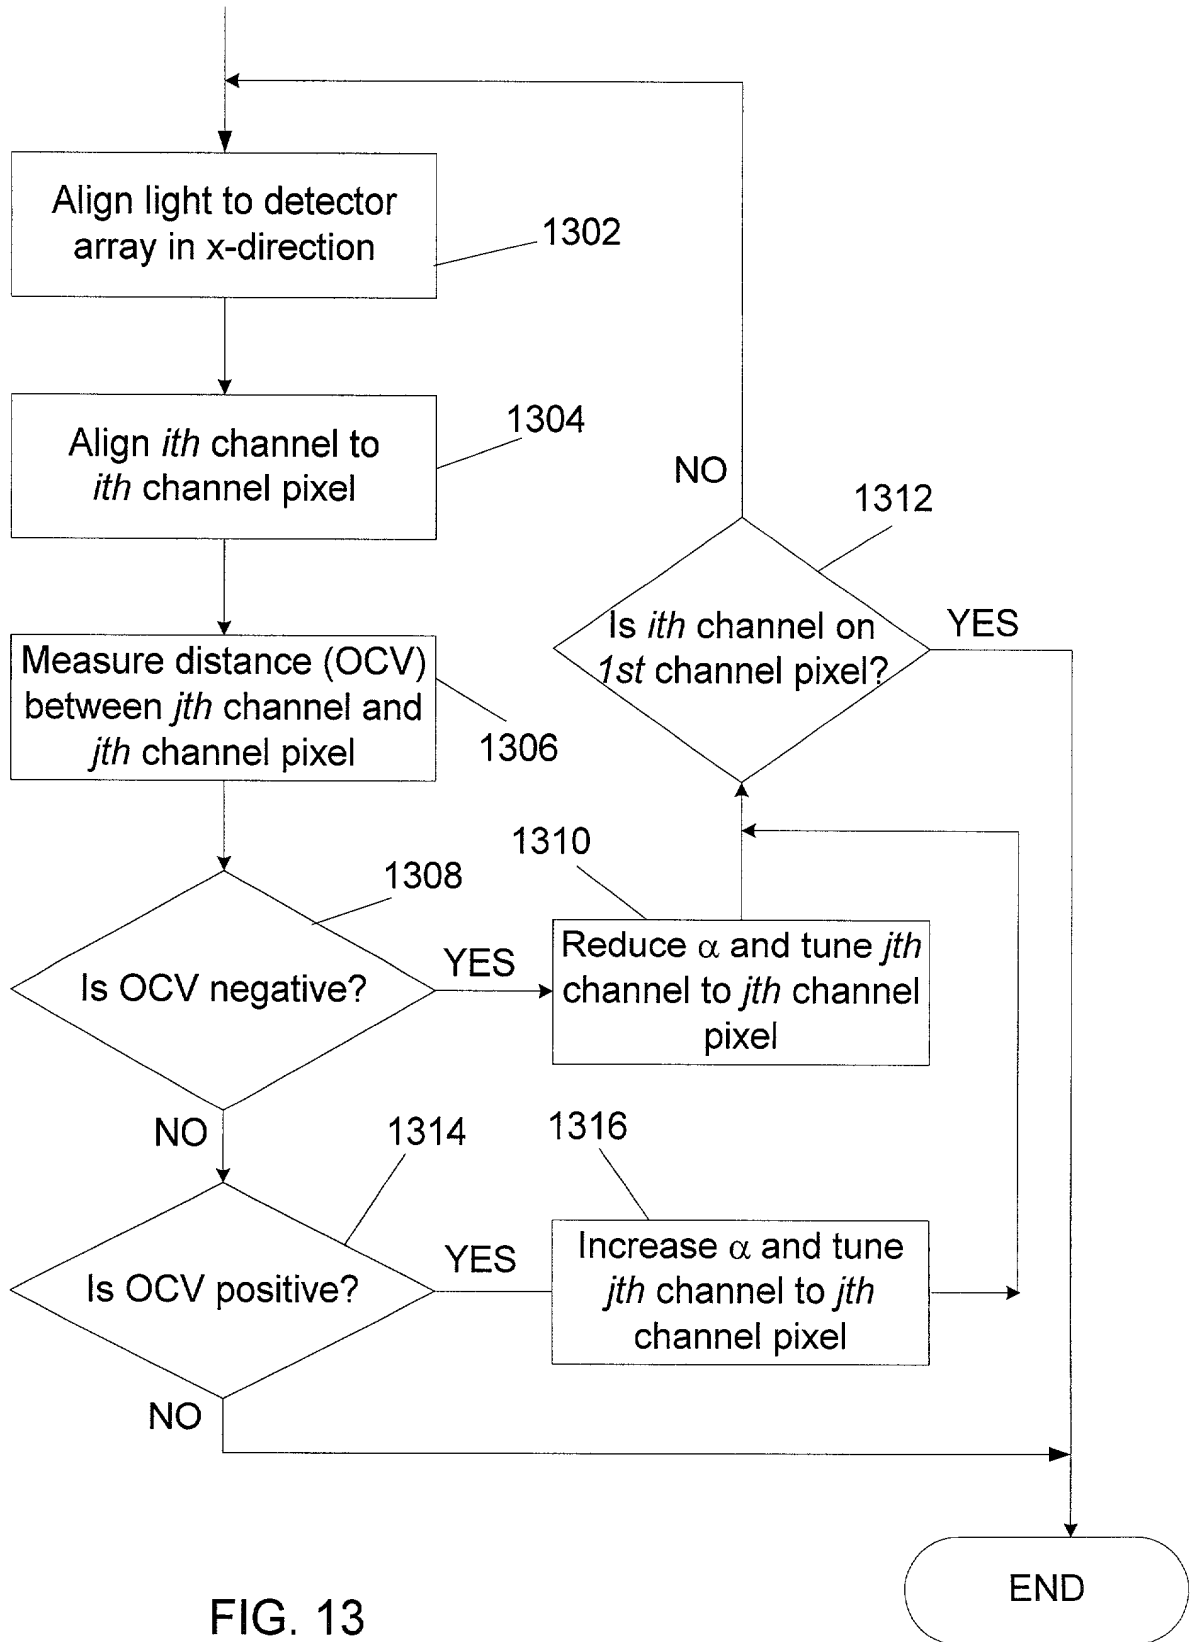 Align light to detector
array in x-direction
1302
Align ith channel to
ith channel pixel
1304
Measure distance (OCV)
between jth channel and
jth channel pixel
1306
Is OCV negative?
1308
YES
NO
Reduce α and tune jth
channel to jth channel
pixel
1310
Is ith channel on
1st channel pixel?
1312
NO
YES
Is OCV positive?
1314
YES
NO
Increase α and tune
jth channel to jth
channel pixel
1316
END
FIG. 13